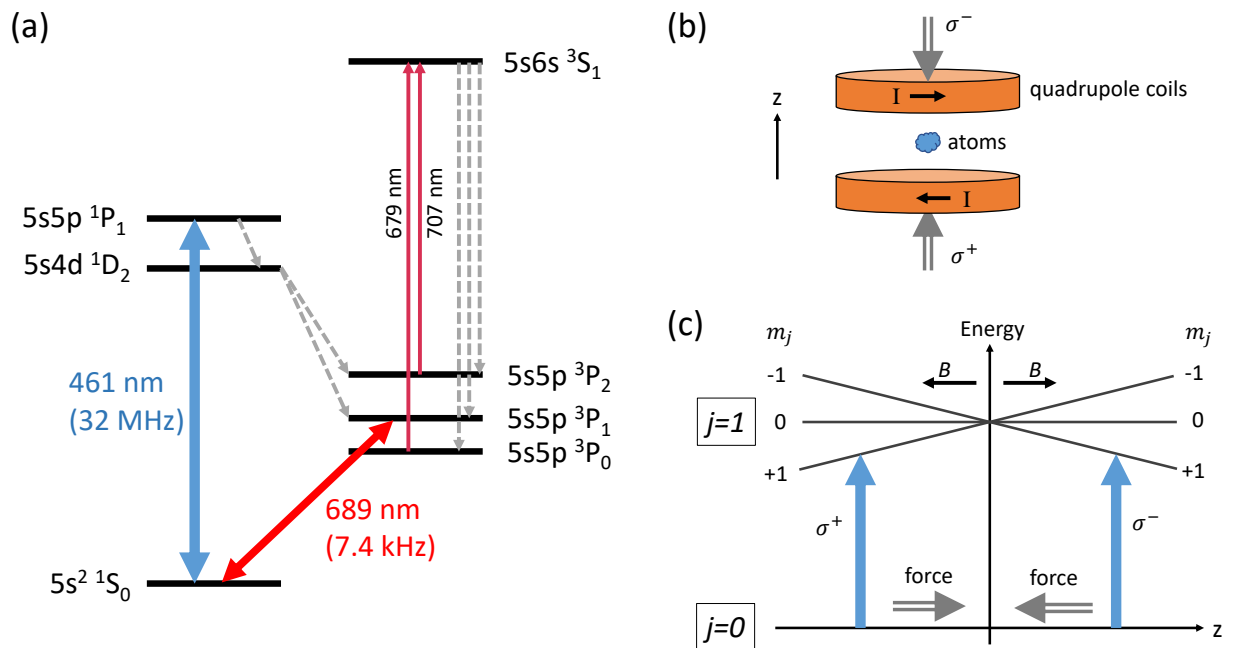 (a)
5s6s ³S₁
679 nm
707 nm
5s5p ¹P₁
5s4d ¹D₂
461 nm
(32 MHz)
5s5p ³P₂
5s5p ³P₁
5s5p ³P₀
689 nm
(7.4 kHz)
5s² ¹S₀
(b)
σ⁻
I
quadrupole coils
z
atoms
I
σ⁺
(c)
Energy
mⱼ
mⱼ
B
B
-1
-1
j=1
0
0
+1
+1
σ⁺
σ⁻
force
force
j=0
z